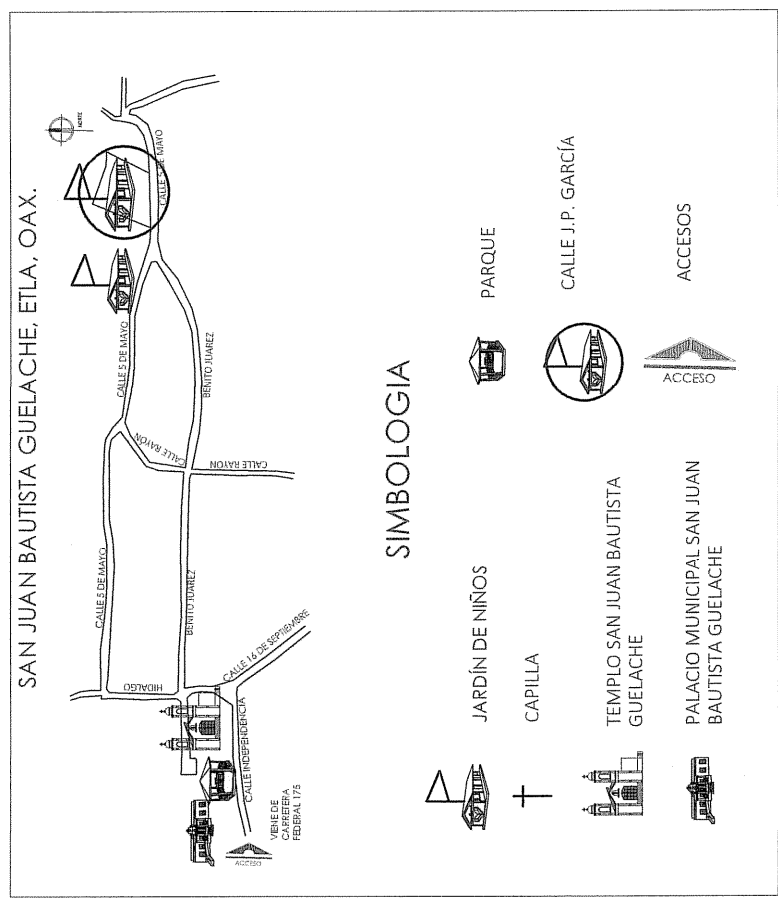 SAN JUAN BAUTISTA GUELACHE, ETLA, OAX.
NORTE
CALLE 5 DE MAYO
CALLE 5 DE MAYO
CALLE 5 DE MAYO
BENITO JUAREZ
CALLE RAYÓN
CALLE RAYÓN
BENITO JUAREZ
HIDALGO
CALLE 16 DE SEPTIEMBRE
CALLE INDEPENDENCIA
VIENE DE
CARRETERA
FEDERAL 175
ACCESO
SIMBOLOGIA
JARDÍN DE NIÑOS
CAPILLA
TEMPLO SAN JUAN BAUTISTA
GUELACHE
PALACIO MUNICIPAL SAN JUAN
BAUTISTA GUELACHE
PARQUE
CALLE J.P. GARCÍA
ACCESO
ACCESOS